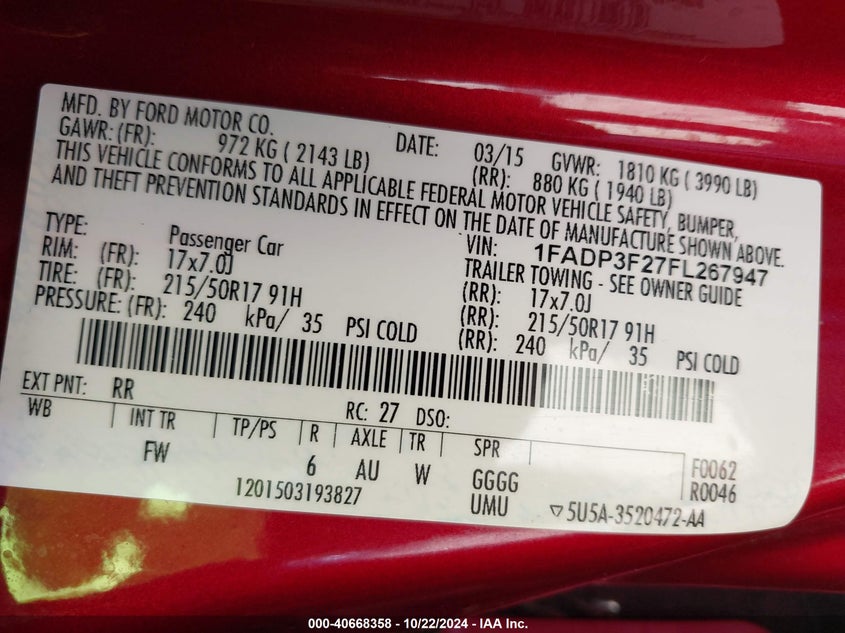 MFD. BY FORD MOTOR CO.
DATE: 03/15 GVWR: 1810 KG ( 3990 LB)
GAWR: (FR): 972 KG ( 2143 LB) (RR): 880 KG ( 1940 LB)
THIS VEHICLE CONFORMS TO ALL APPLICABLE FEDERAL MOTOR VEHICLE SAFETY, BUMPER,
AND THEFT PREVENTION STANDARDS IN EFFECT ON THE DATE OF MANUFACTURE SHOWN ABOVE.
VIN: 1FADP3F27FL267947
TYPE: Passenger Car TRAILER TOWING - SEE OWNER GUIDE
RIM: (FR): 17x7.0J (RR): 17x7.0J
TIRE: (FR): 215/50R17 91H (RR): 215/50R17 91H
PRESSURE: (FR): 240 kPa/ 35 PSI COLD (RR): 240 kPa/ 35 PSI COLD
EXT PNT: RR RC: 27 DSO:
WB INT TR TP/PS R AXLE TR SPR
FW 6 AU W GGGG F0062
1201503193827 UMU R0046
▽5U5A-3520472-AA
000-40668358 - 10/22/2024 - IAA Inc.